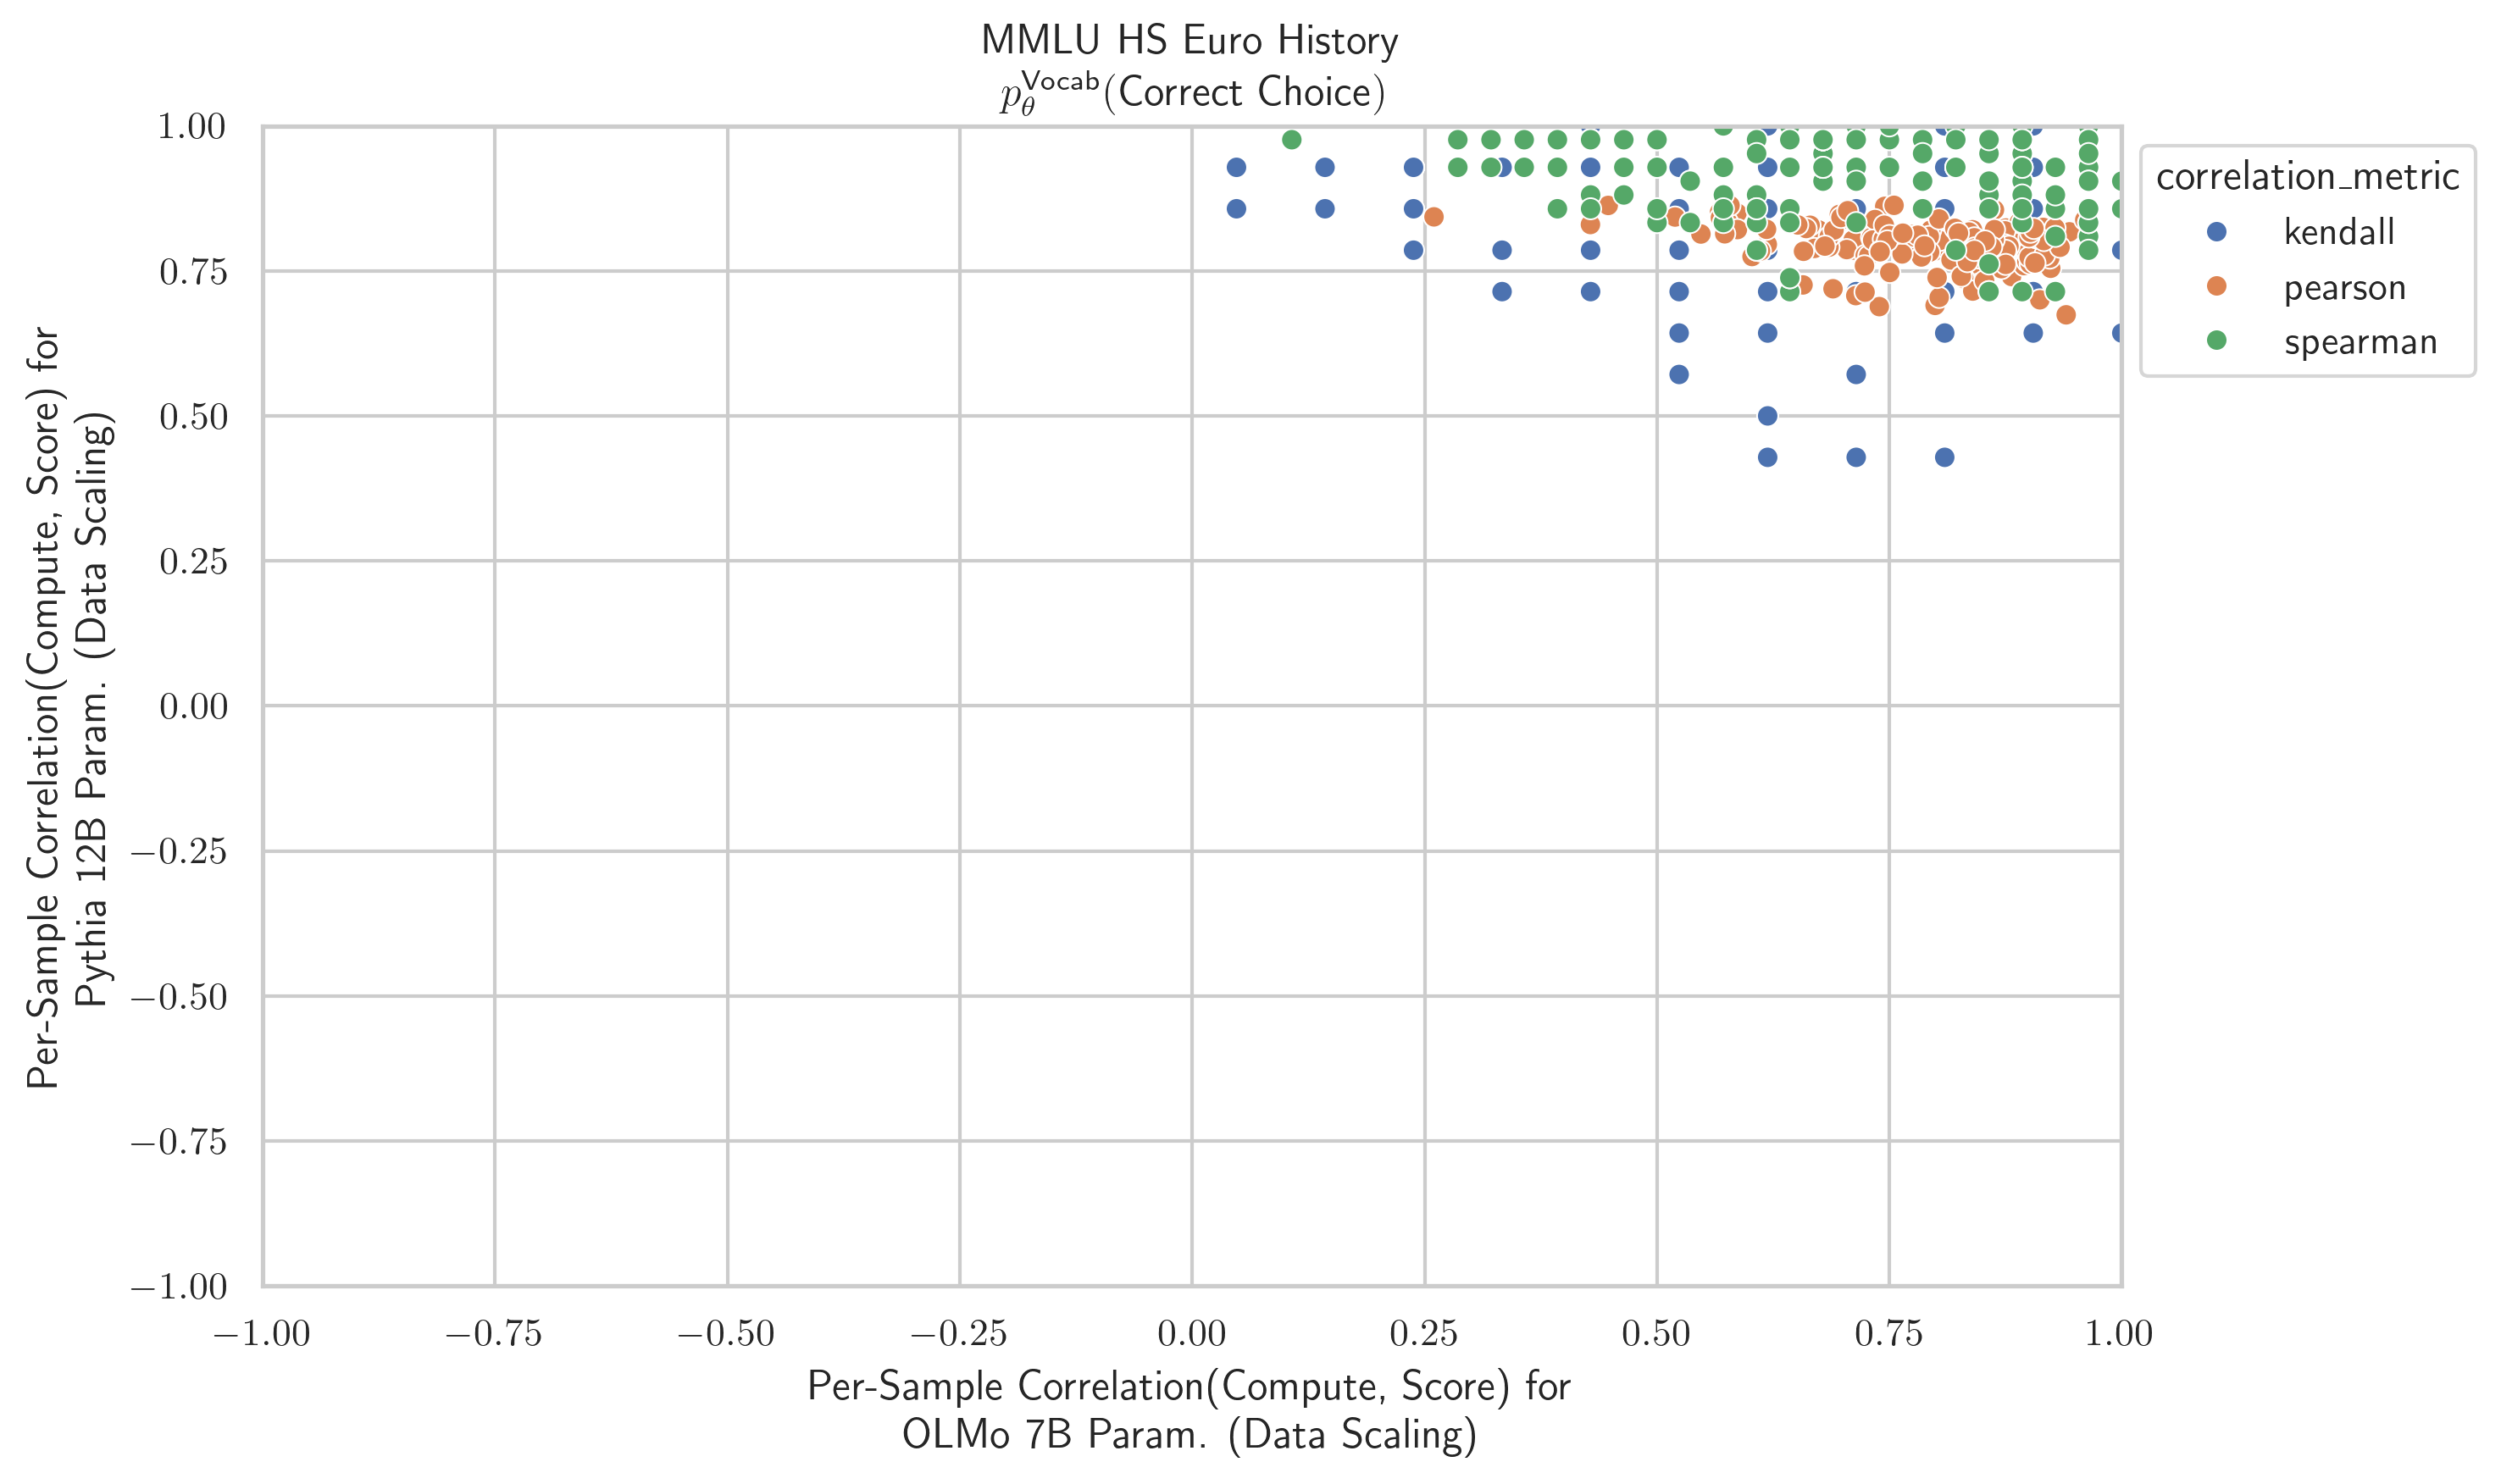 MMLU HS Euro History
p_θ^Vocab(Correct Choice)
1.00
0.75
0.50
0.25
0.00
−0.25
−0.50
−0.75
−1.00
Per-Sample Correlation(Compute, Score) for
Pythia 12B Param. (Data Scaling)
−1.00 −0.75 −0.50 −0.25 0.00 0.25 0.50 0.75 1.00
Per-Sample Correlation(Compute, Score) for
OLMo 7B Param. (Data Scaling)
correlation_metric
kendall
pearson
spearman